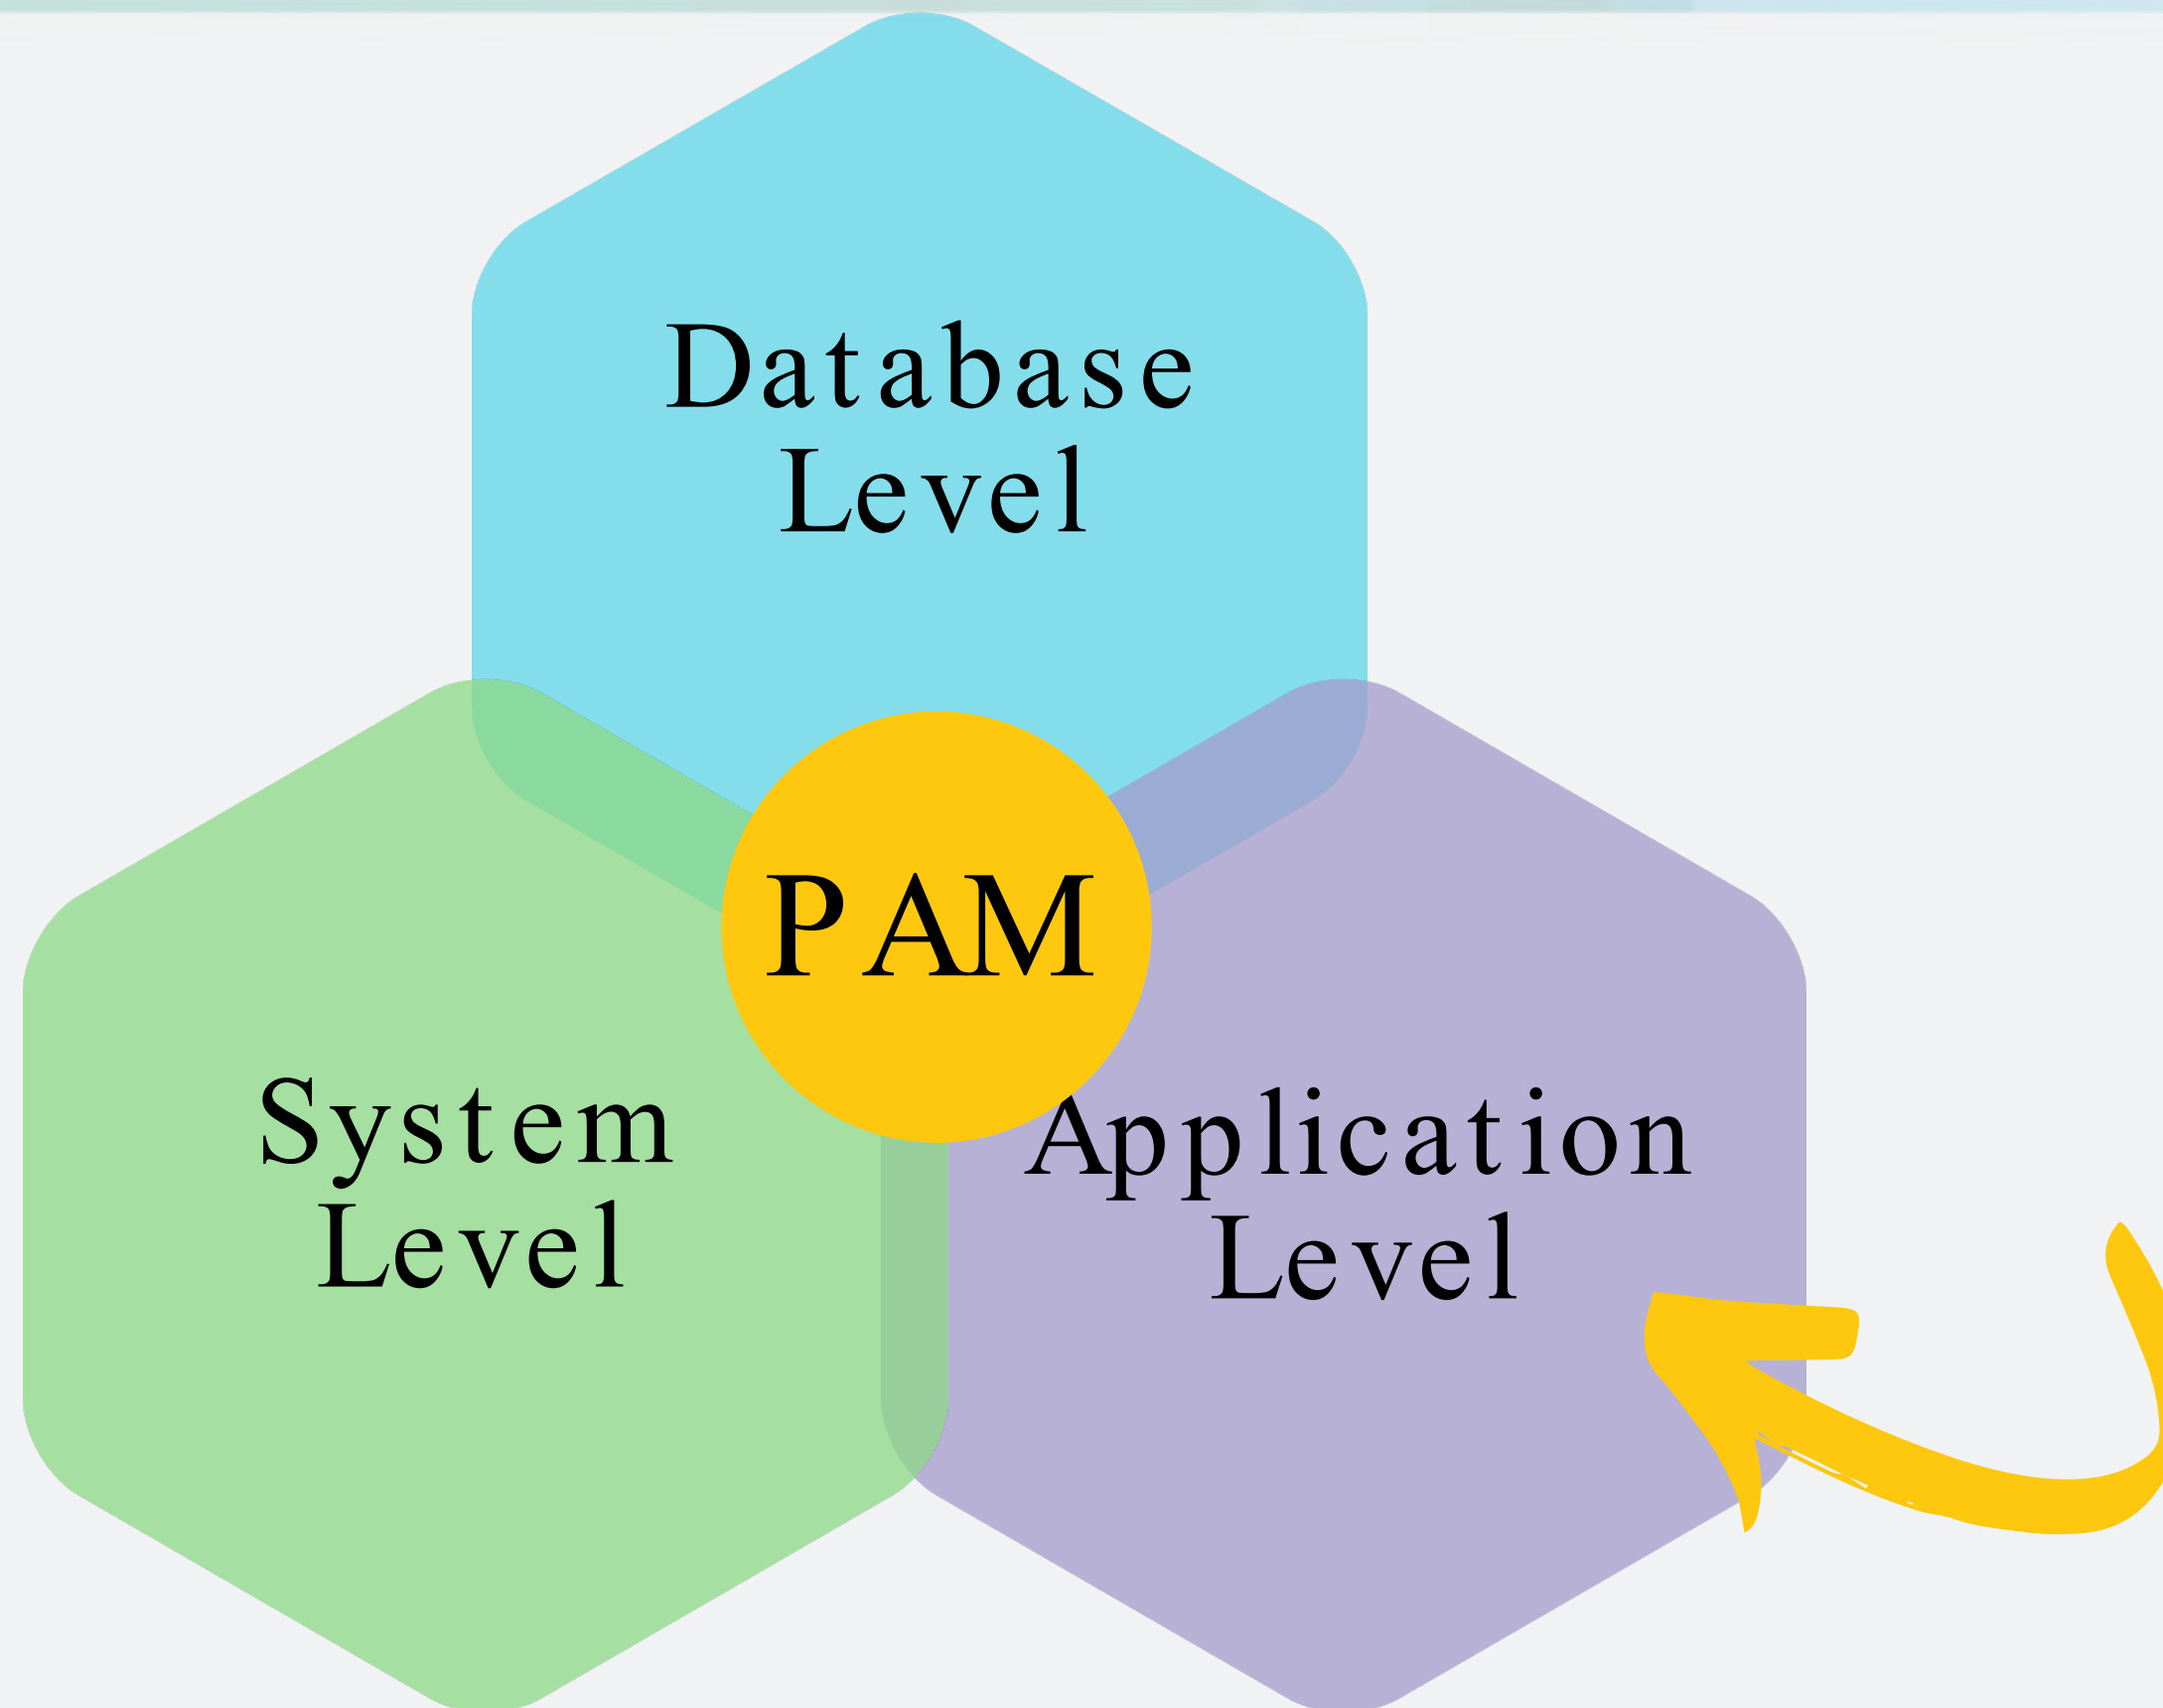 Database
Level
PAM
System
Level
Application
Level